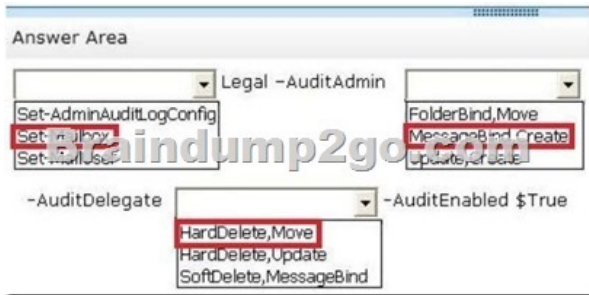 Answer Area
Legal -AuditAdmin
Set-AdminAuditLogConfig
Set-Mailbox
Set-MailUser
FolderBind,Move
MessageBind,Create
Update,Create
Braindump2go.com
-AuditDelegate
-AuditEnabled $True
HardDelete,Move
HardDelete,Update
SoftDelete,MessageBind